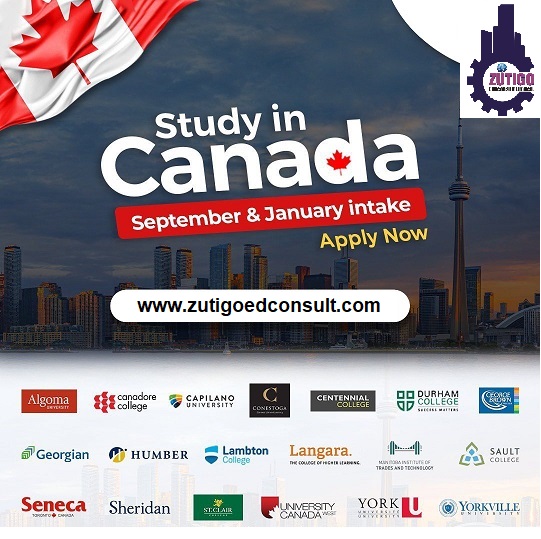 ZUTIGO
Study in
Canada
September & January intake
Apply Now
www.zutigoedconsult.com
Algoma
UNIVERSITY
canadore
college
CAPILANO
UNIVERSITY
C
CONESTOGA
CENTENNIAL
COLLEGE
DURHAM
COLLEGE
SUCCESS MATTERS
GEORGE
BROWN
Georgian
HUMBER
Lambton
College
Langara.
THE COLLEGE OF HIGHER LEARNING.
MANITOBA INSTITUTE OF
TRADES AND TECHNOLOGY
SAULT
COLLEGE
Seneca
TORONTO CANADA
Sheridan
ST. CLAIR
COLLEGE
UNIVERSITY
CANADA WEST
YORK U
UNIVERSITÉ
UNIVERSITY
YORKVILLE
UNIVERSITY